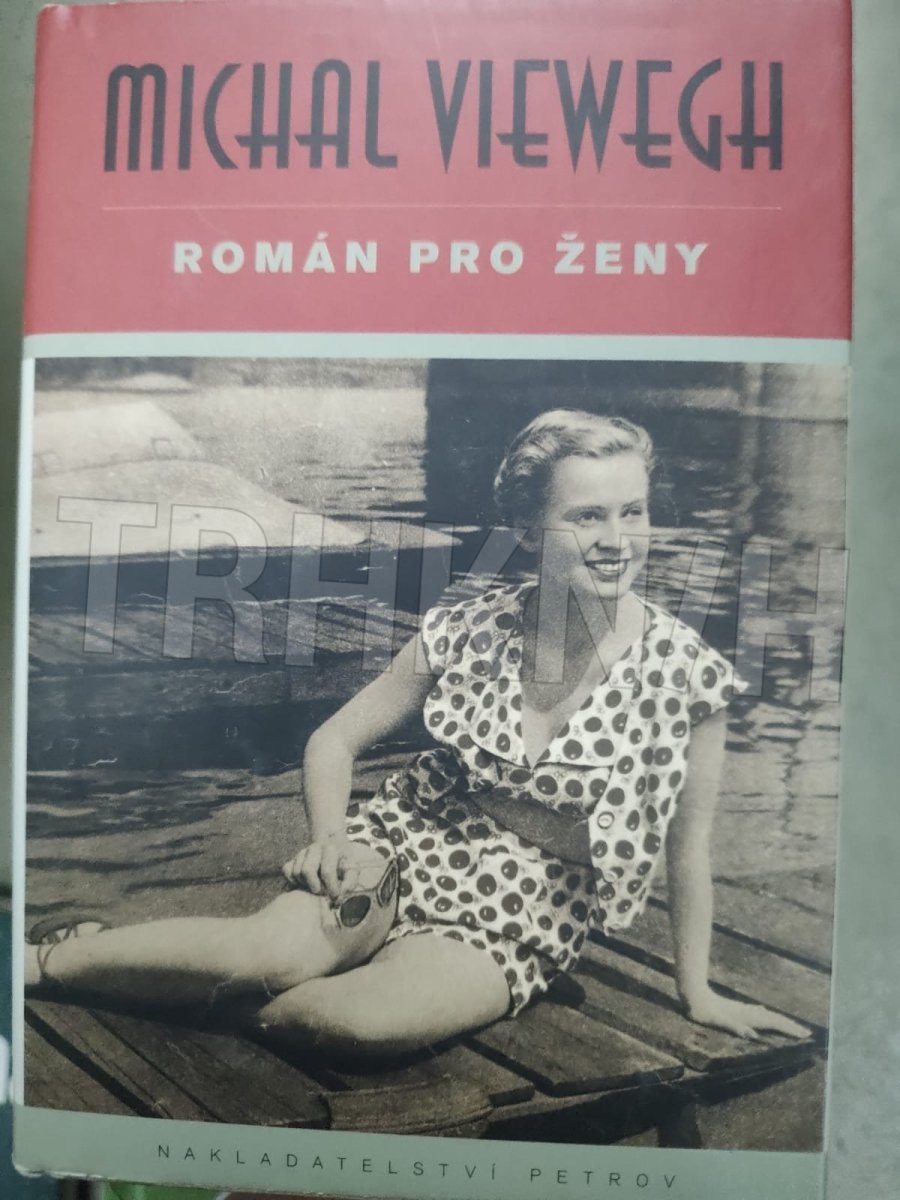 MICHAL VIEWEGH
ROMÁN PRO ŽENY
TRHKNIH
NAKLADATELSTVÍ PETROV